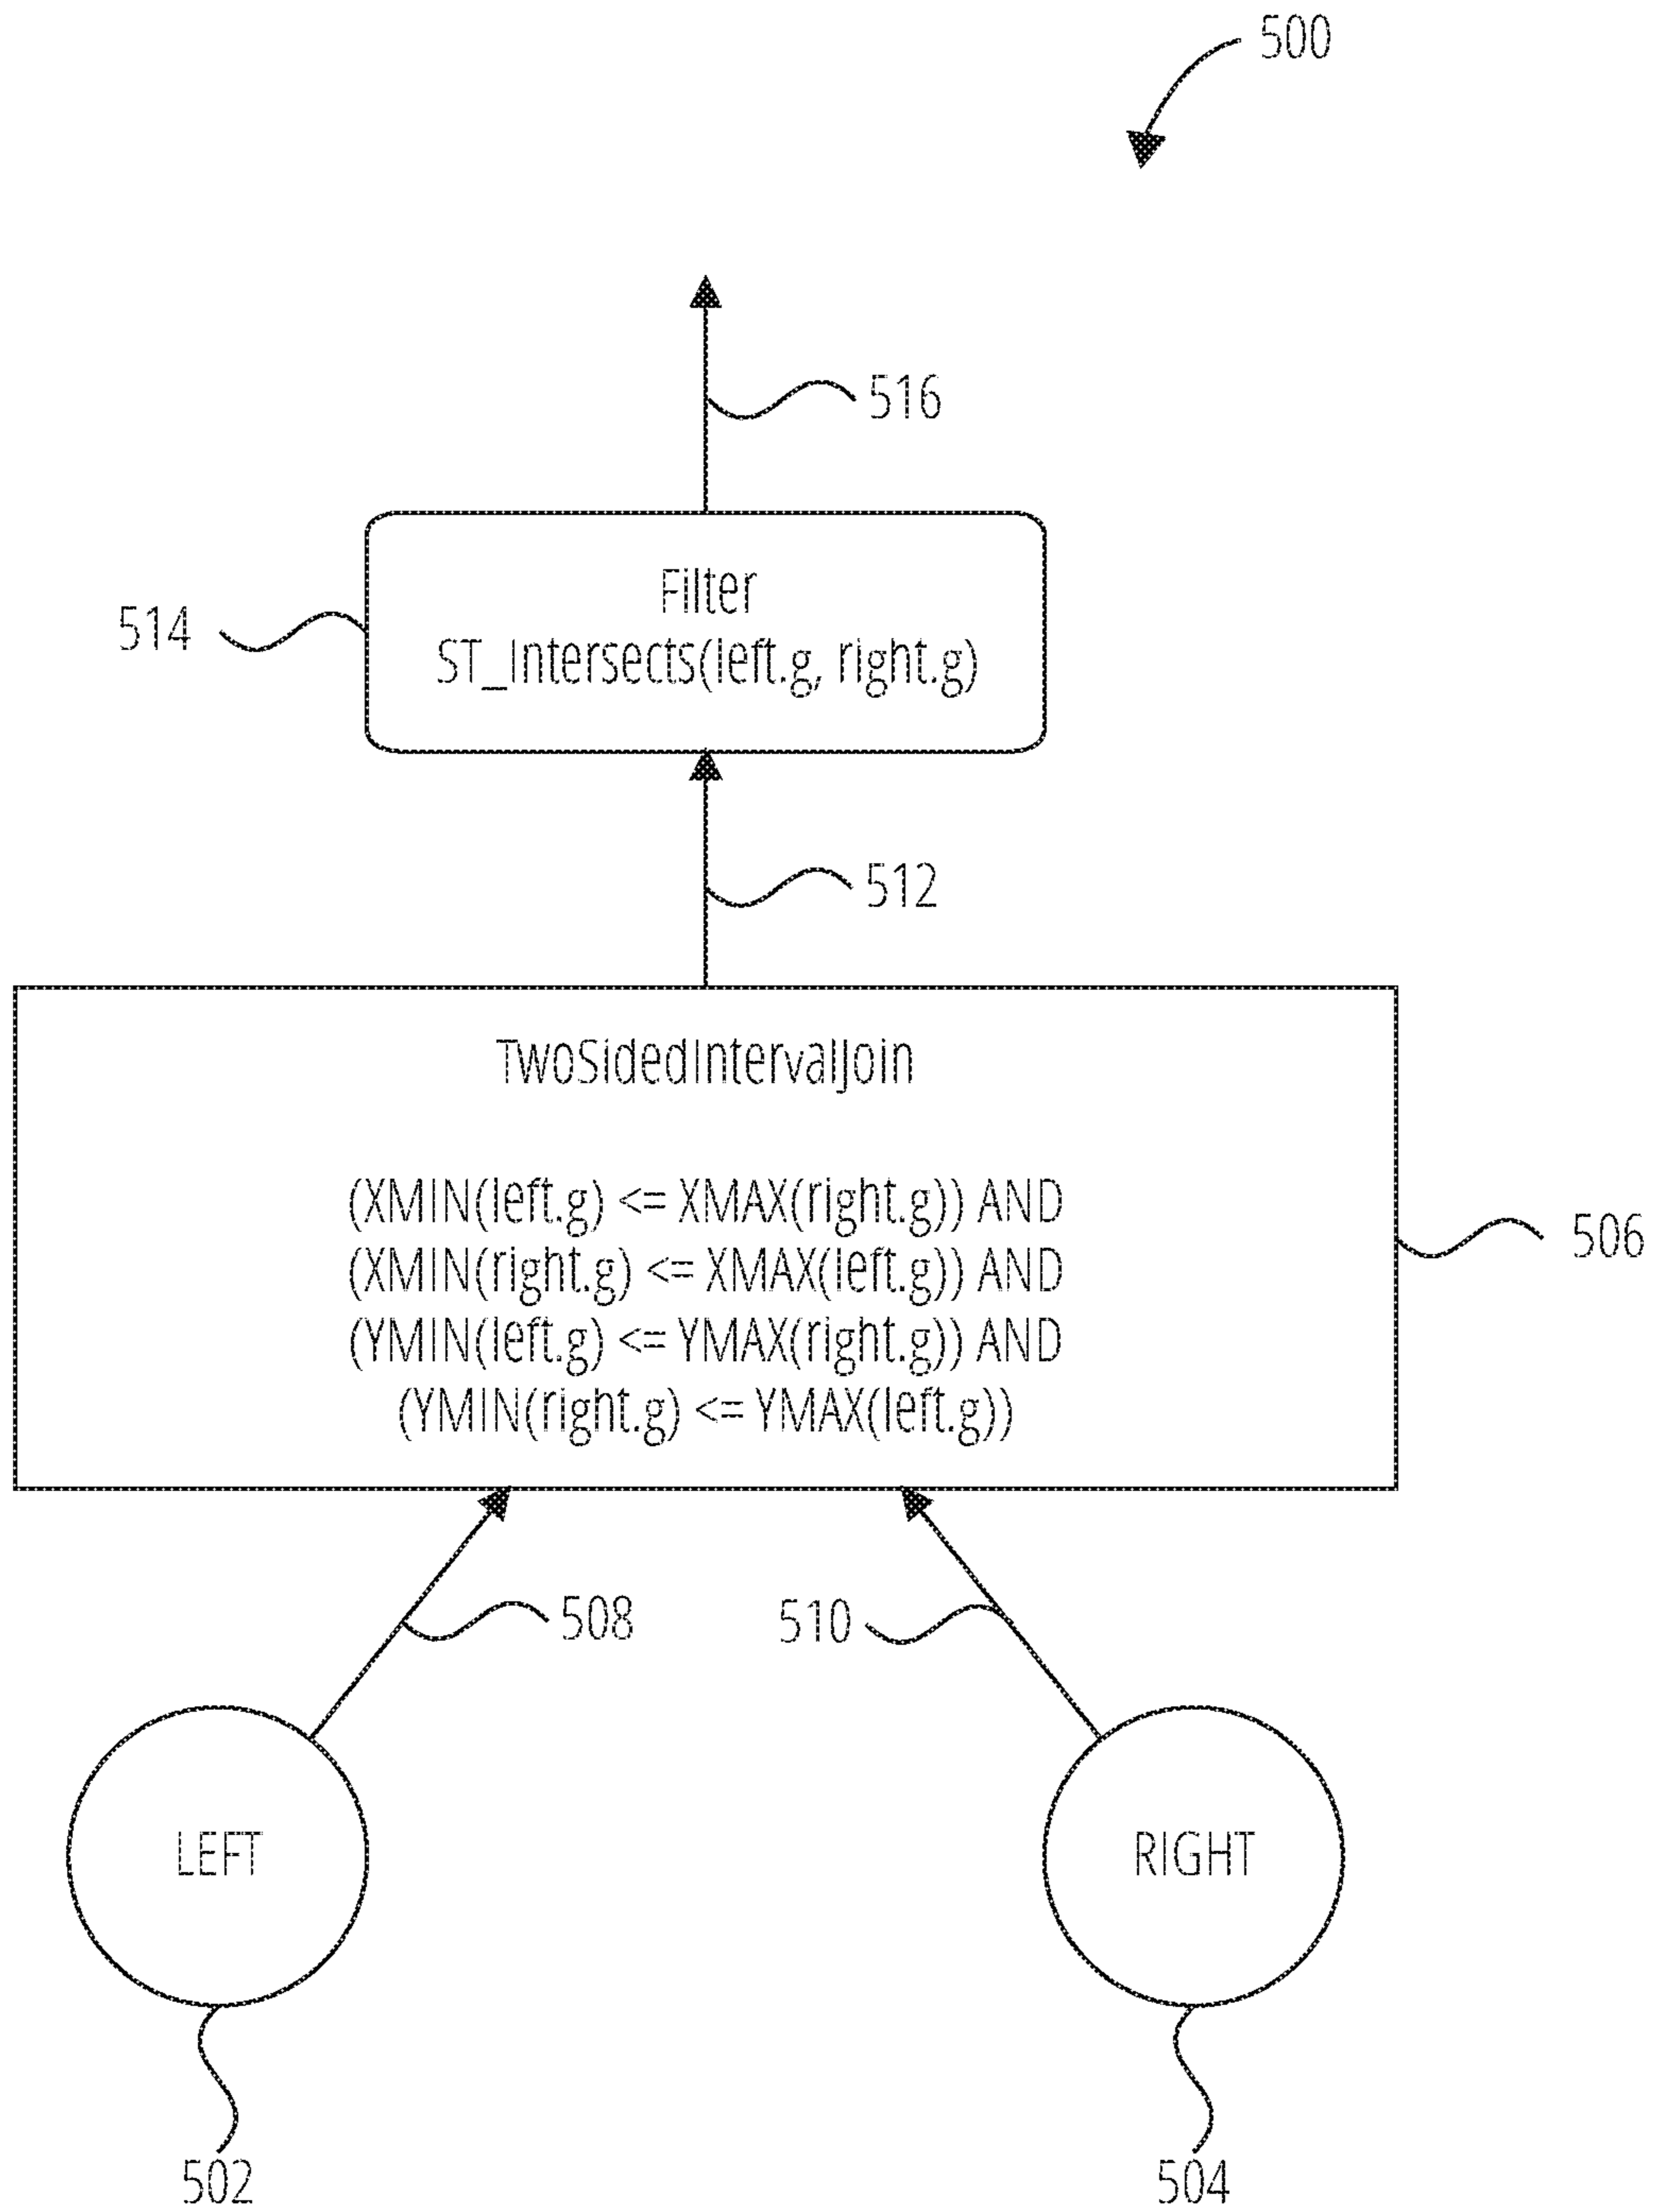 500
516
Filter
514
ST_Intersects(left.g, right.g)
512
TwoSidedIntervalJoin
(XMIN(left.g) <= XMAX(right.g)) AND
506
(XMIN(right.g) <= XMAX(left.g)) AND
(YMIN(left.g) <= YMAX(right.g)) AND
(YMIN(right.g) <= YMAX(left.g))
508
510
LEFT
RIGHT
502
504